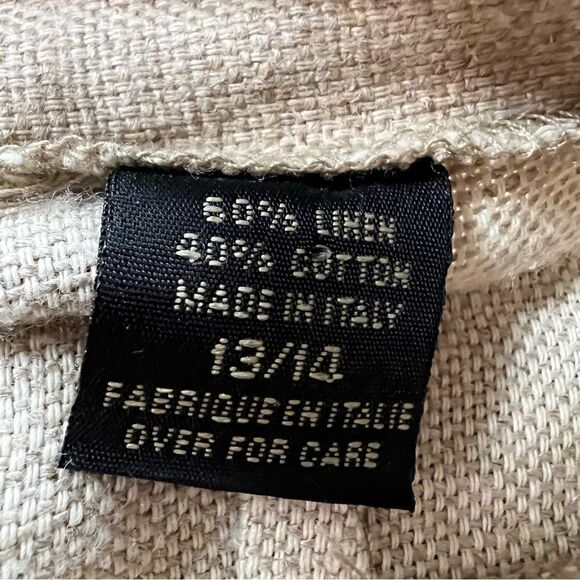 60% LINEN
40% COTTON
MADE IN ITALY
13/14
FABRIQUE EN ITALIE
OVER FOR CARE